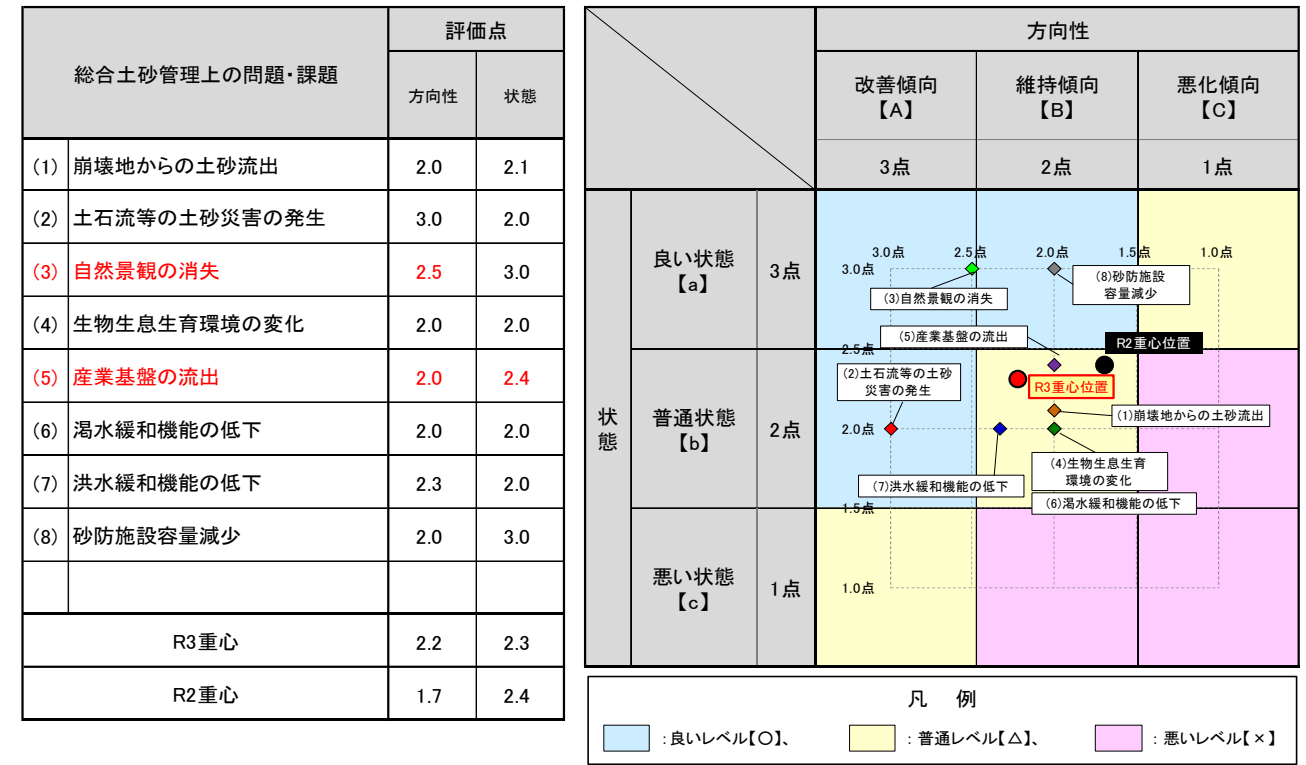 総合土砂管理上の問題・課題
評価点
方向性 状態
(1) 崩壊地からの土砂流出 2.0 2.1
(2) 土石流等の土砂災害の発生 3.0 2.0
(3) 自然景観の消失 2.5 3.0
(4) 生物生息生育環境の変化 2.0 2.0
(5) 産業基盤の流出 2.0 2.4
(6) 渇水緩和機能の低下 2.0 2.0
(7) 洪水緩和機能の低下 2.3 2.0
(8) 砂防施設容量減少 2.0 3.0
R3重心 2.2 2.3
R2重心 1.7 2.4
方向性
改善傾向 維持傾向 悪化傾向
【A】 【B】 【C】
3点 2点 1点
状態
良い状態
【a】
3点
普通状態
【b】
2点
悪い状態
【c】
1点
3.0点 2.5点 2.0点 1.5点 1.0点
3.0点
(8)砂防施設
容量減少
(3)自然景観の消失
(5)産業基盤の流出
R2重心位置
2.5点
(2)土石流等の土砂
災害の発生
R3重心位置
(1)崩壊地からの土砂流出
2.0点
(4)生物生息生育
環境の変化
(7)洪水緩和機能の低下
(6)渇水緩和機能の低下
1.5点
1.0点
凡 例
:良いレベル【○】、 :普通レベル【△】、 :悪いレベル【×】